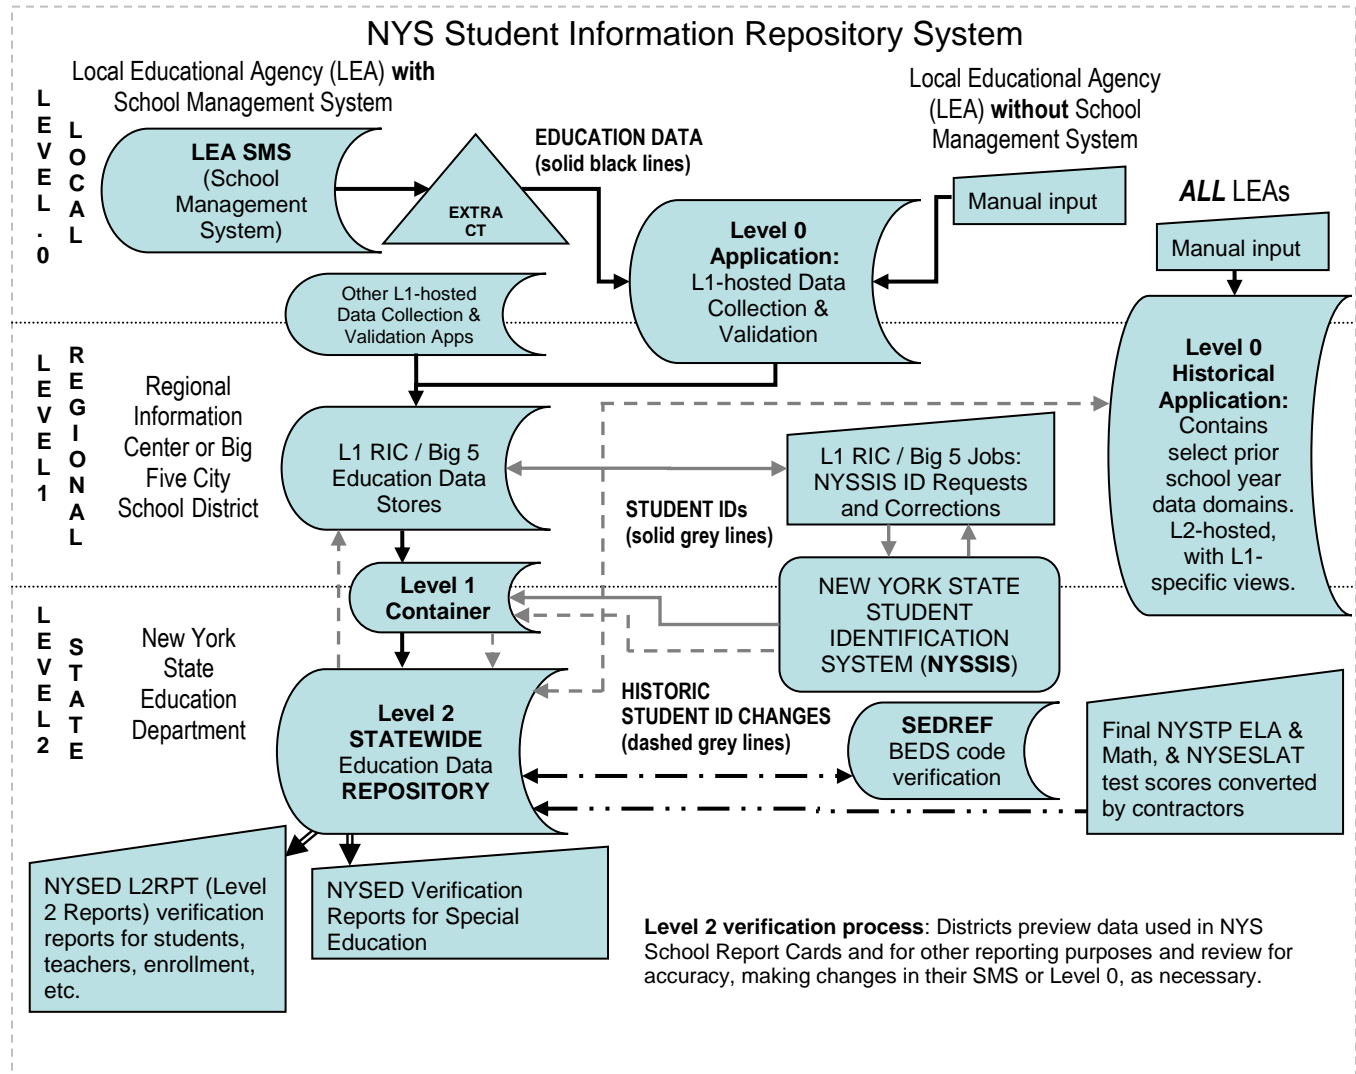 NYS Student Information Repository System
Local Educational Agency (LEA) with
School Management System
Local Educational Agency
(LEA) without School
Management System
LEVEL.0
LOCAL
LEA SMS
(School
Management
System)
EXTRA
CT
EDUCATION DATA
(solid black lines)
Manual input
ALL LEAs
Manual input
Level 0
Application:
L1-hosted Data
Collection &
Validation
Other L1-hosted
Data Collection &
Validation Apps
LEVEL1
REGIONAL
Regional
Information
Center or Big
Five City
School District
L1 RIC / Big 5
Education Data
Stores
L1 RIC / Big 5 Jobs:
NYSSIS ID Requests
and Corrections
STUDENT IDs
(solid grey lines)
Level 0
Historical
Application:
Contains
select prior
school year
data domains.
L2-hosted,
with L1-
specific views.
Level 1
Container
NEW YORK STATE
STUDENT
IDENTIFICATION
SYSTEM (NYSSIS)
LEVEL2
STATE
New York
State
Education
Department
Level 2
STATEWIDE
Education Data
REPOSITORY
HISTORIC
STUDENT ID CHANGES
(dashed grey lines)
SEDREF
BEDS code
verification
Final NYSTP ELA &
Math, & NYSESLAT
test scores converted
by contractors
NYSED L2RPT (Level
2 Reports) verification
reports for students,
teachers, enrollment,
etc.
NYSED Verification
Reports for Special
Education
Level 2 verification process: Districts preview data used in NYS
School Report Cards and for other reporting purposes and review for
accuracy, making changes in their SMS or Level 0, as necessary.